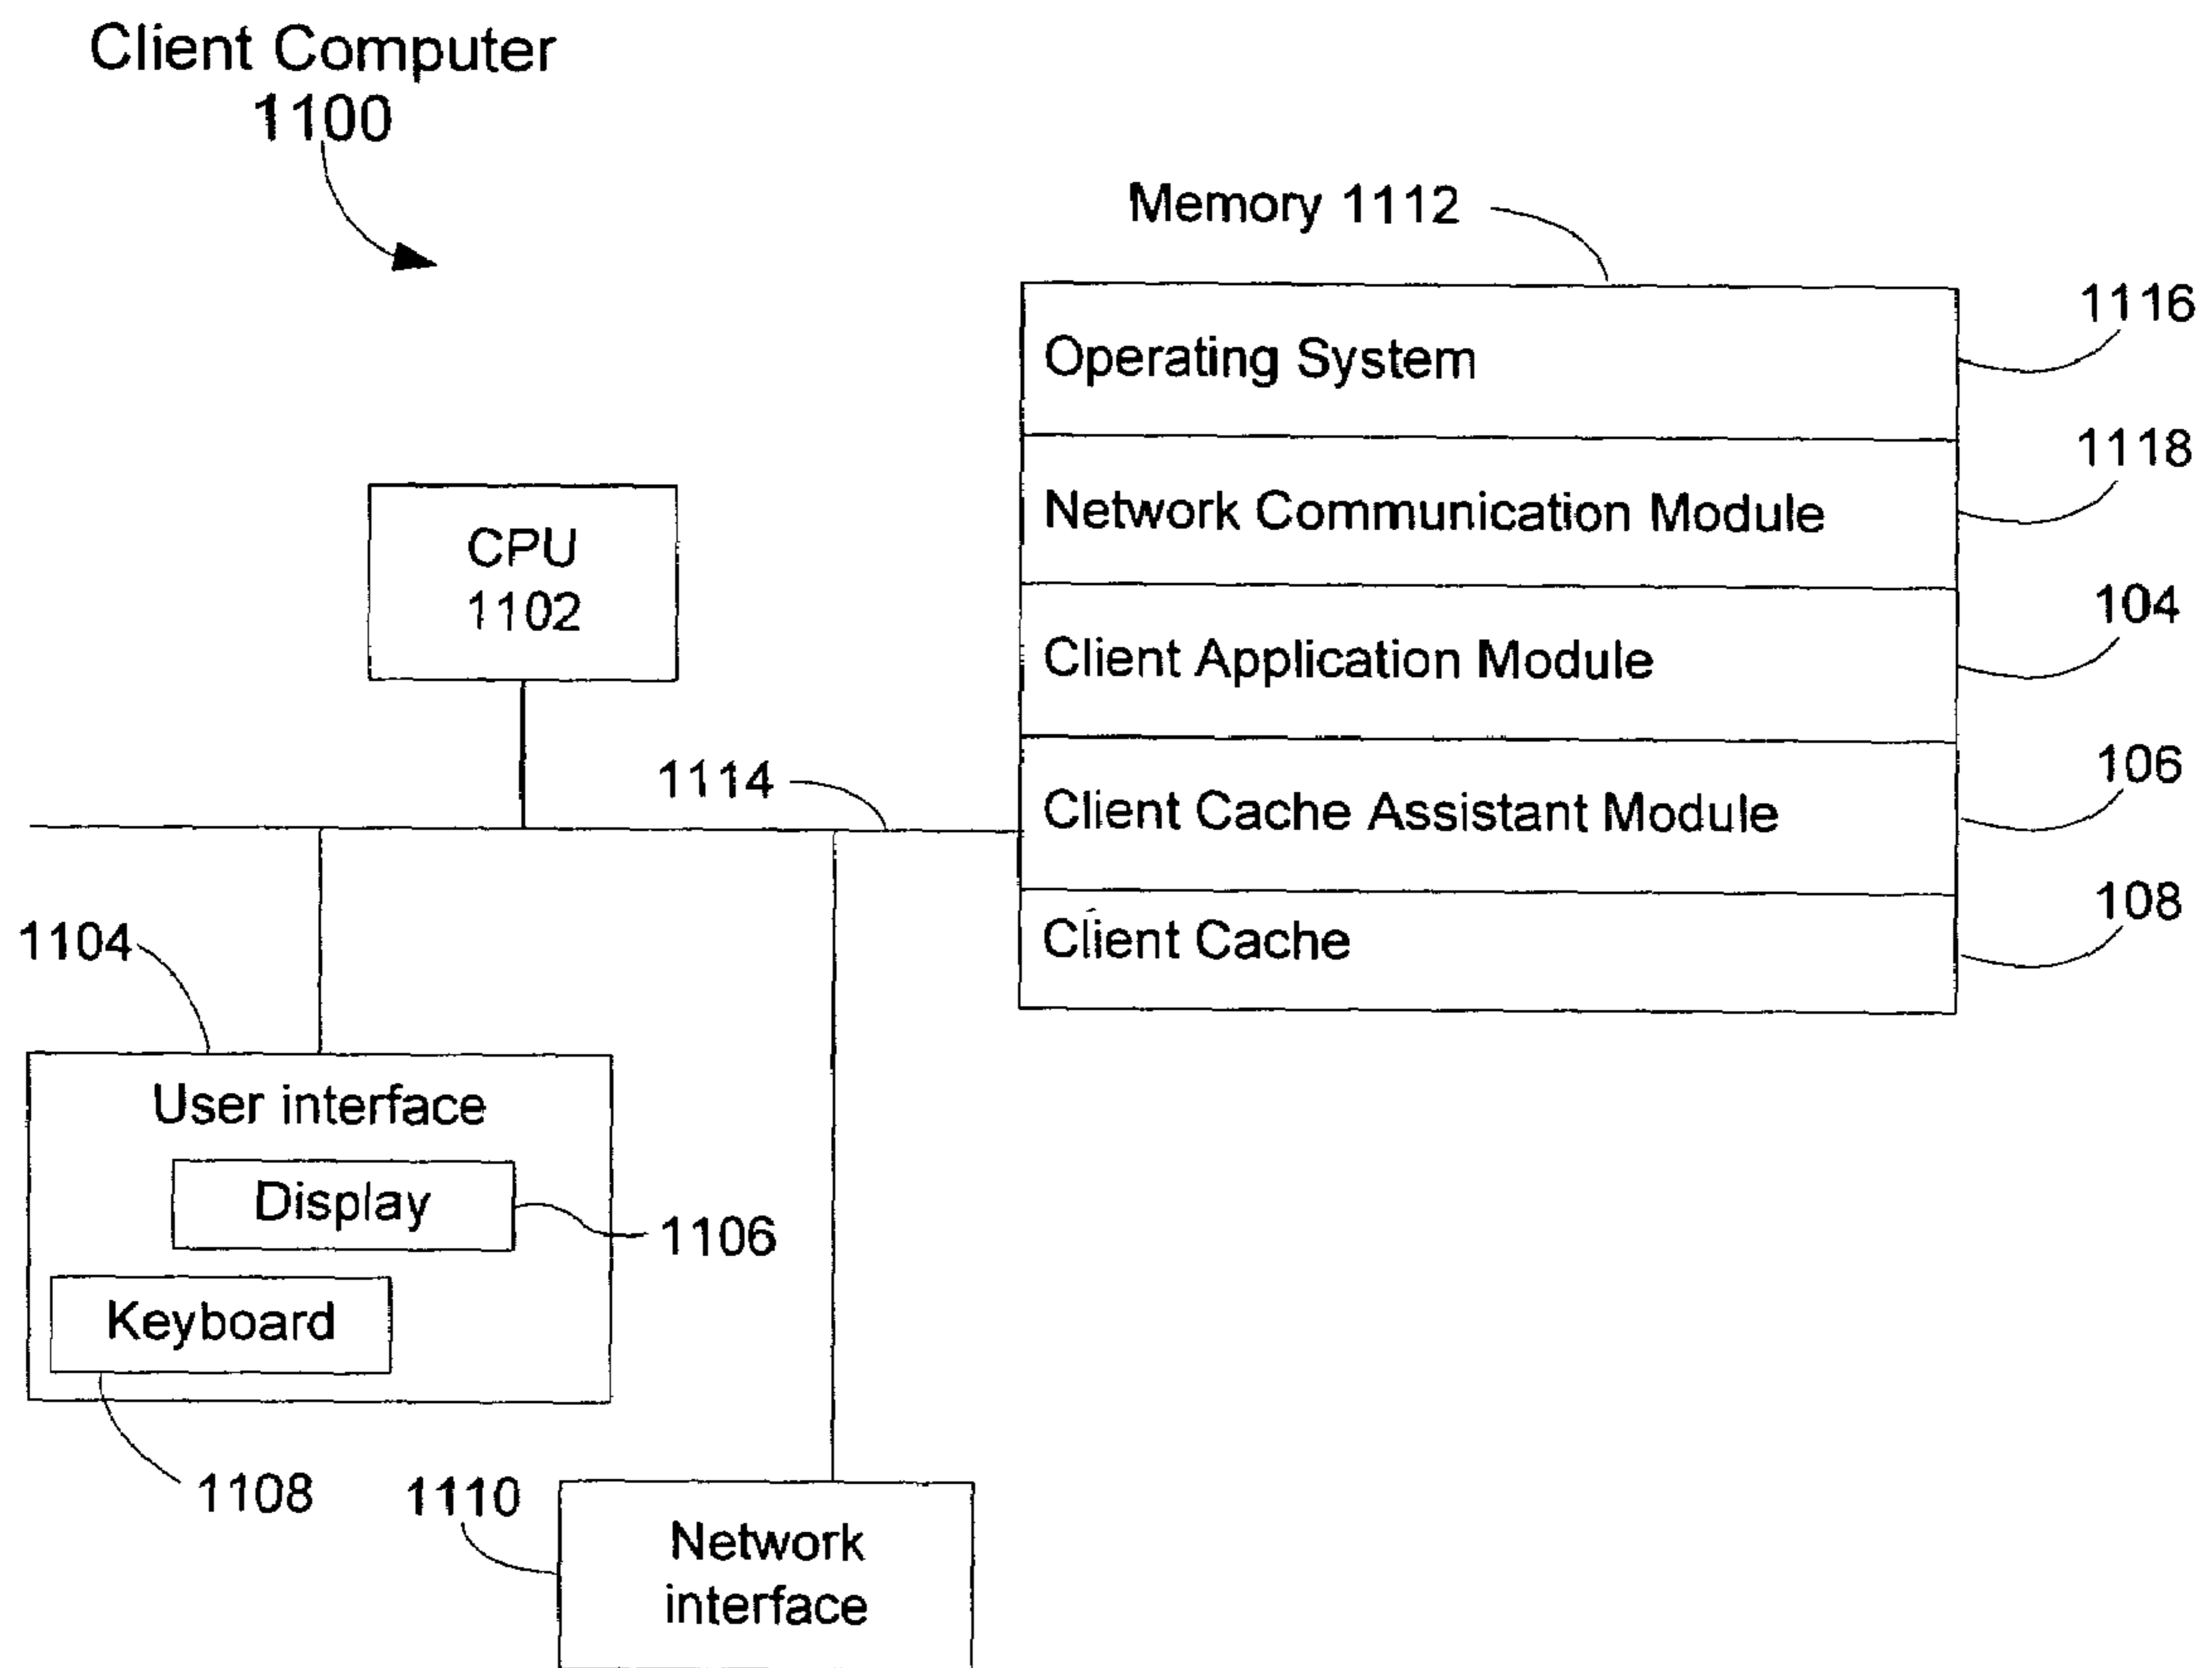 Client Computer
1100
Memory 1112
1116
Operating System
1118
Network Communication Module
CPU
1102
104
Client Application Module
1114
106
Client Cache Assistant Module
108
Client Cache
1104
User interface
Display
1106
Keyboard
1108
1110
Network
interface